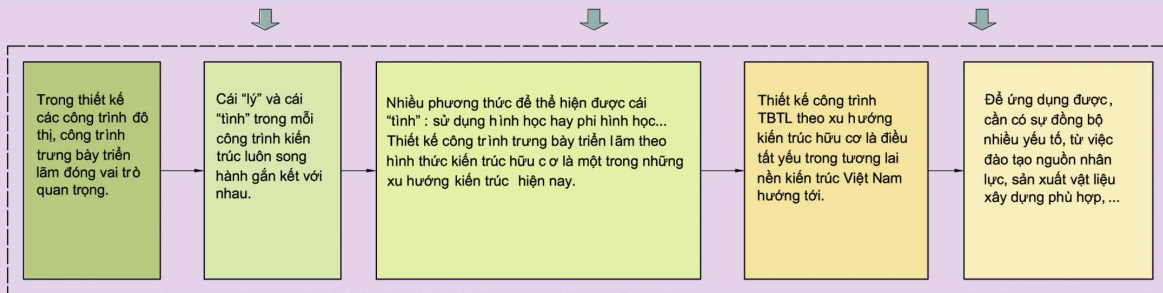 Trong thiết kế
các công trình đô
thị, công trình
trưng bày triển
lãm đóng vai trò
quan trọng.
Cái “lý” và cái
“tình” trong mỗi
công trình kiến
trúc luôn song
hành gắn kết với
nhau.
Nhiều phương thức để thể hiện được cái
“tình” : sử dụng hình học hay phi hình học...
Thiết kế công trình trưng bày triển lãm theo
hình thức kiến trúc hữu cơ là một trong những
xu hướng kiến trúc hiện nay.
Thiết kế công trình
TBTL theo xu hướng
kiến trúc hữu cơ là điều
tất yếu trong tương lai
nền kiến trúc Việt Nam
hướng tới.
Để ứng dụng được,
cần có sự đồng bộ
nhiều yếu tố, từ việc
đào tạo nguồn nhân
lực, sản xuất vật liệu
xây dựng phù hợp, ...